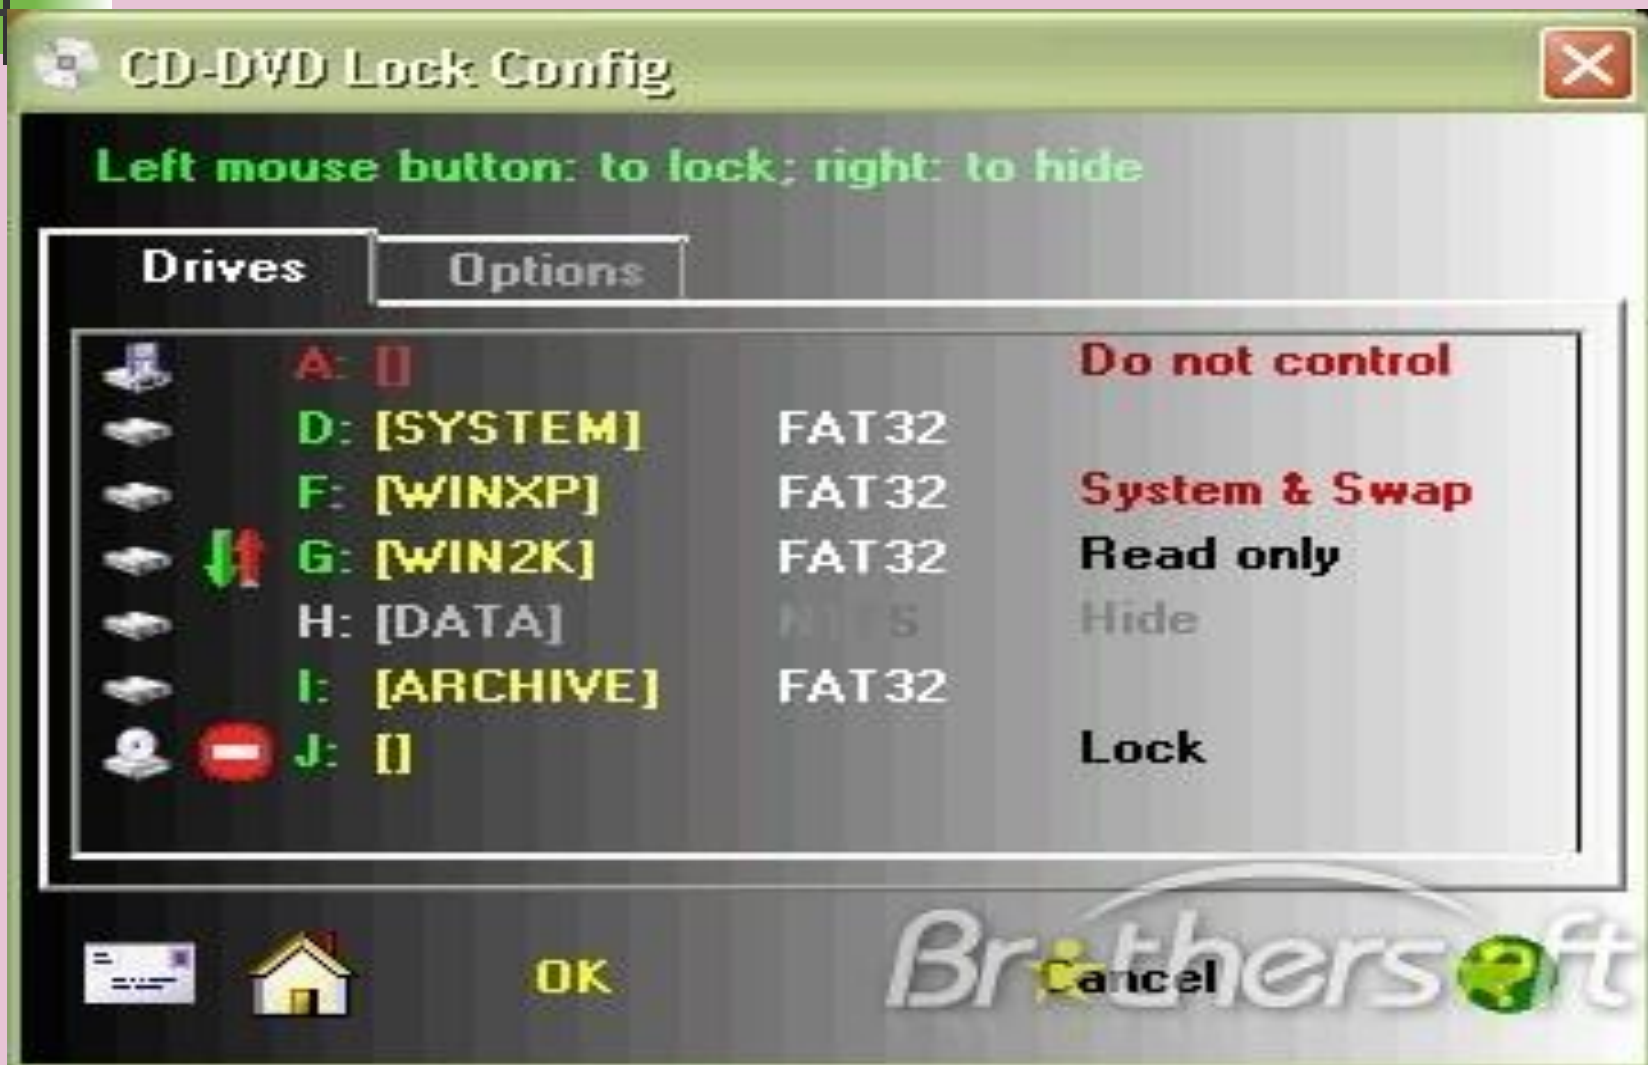 CD-DVD Lock Config
Left mouse button: to lock; right: to hide
Drives Options
A: [] Do not control
D: [SYSTEM] FAT32
F: [WINXP] FAT32 System & Swap
G: [WIN2K] FAT32 Read only
H: [DATA] NTFS Hide
I: [ARCHIVE] FAT32
J: [] Lock
OK Cancel
Brothersoft